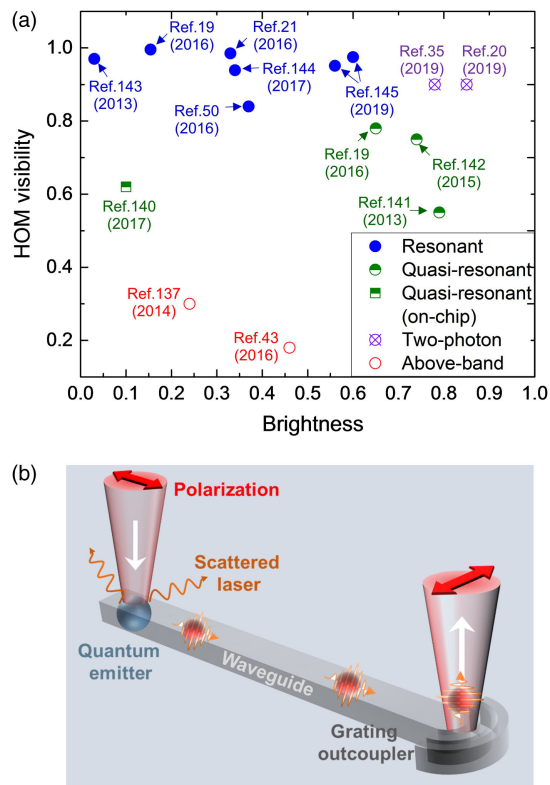 (a)
HOM visibility
1.0
0.8
0.6
0.4
0.2
Ref.19
(2016)
Ref.21
(2016)
Ref.35
(2019)
Ref.20
(2019)
Ref.143
(2013)
Ref.144
(2017)
Ref.50
(2016)
Ref.145
(2019)
Ref.19
(2016)
Ref.142
(2015)
Ref.140
(2017)
Ref.141
(2013)
Ref.137
(2014)
Ref.43
(2016)
Resonant
Quasi-resonant
Quasi-resonant
(on-chip)
Two-photon
Above-band
0.0 0.1 0.2 0.3 0.4 0.5 0.6 0.7 0.8 0.9 1.0
Brightness
(b)
Polarization
Scattered
laser
Quantum
emitter
Waveguide
Grating
outcoupler